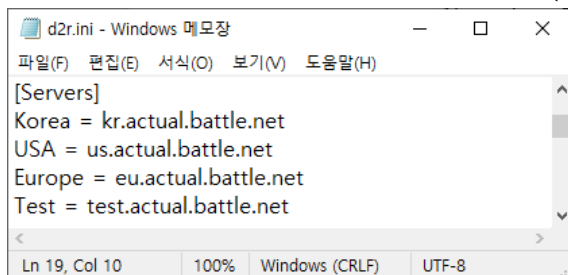 d2r.ini - Windows 메모장
파일(F) 편집(E) 서식(O) 보기(V) 도움말(H)
[Servers]
Korea = kr.actual.battle.net
USA = us.actual.battle.net
Europe = eu.actual.battle.net
Test = test.actual.battle.net
Ln 19, Col 10 100% Windows (CRLF) UTF-8